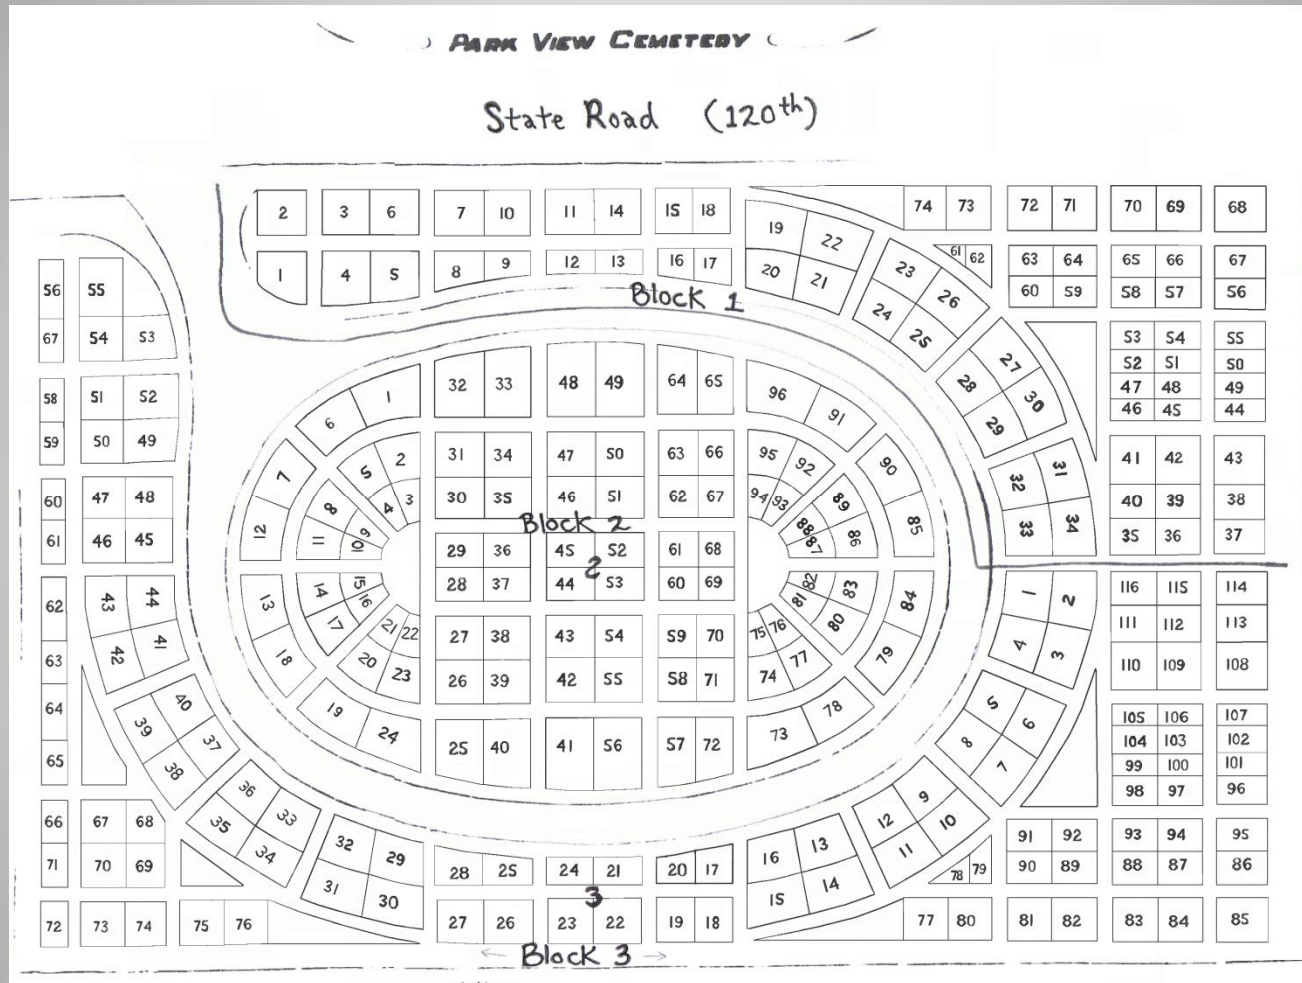 PARK VIEW CEMETERY
State Road (120th)
2 3 6 7 10 11 14 15 18 19 22 74 73 72 71 70 69 68
1 4 5 8 9 12 13 16 17 20 21 23 26 61 62 63 64 65 66 67
24 25 60 59 58 57 56
Block 1
56 55
67 54 53
58 51 52
59 50 49
60 47 48
61 46 45
62 43 44
63 42 41
64 39 40
65 38 37
27 30 53 54 55
28 29 52 51 50
47 48 49
46 45 44
32 31 41 42 43
33 34 40 39 38
35 36 37
6 1 32 33 48 49 64 65 96 91
7 5 2 31 34 47 50 63 66 95 92 90
12 8 4 3 30 35 46 51 62 67 94 93 89 85
11 9 10 88 87 86
Block 2
29 36 45 52 61 68
2
28 37 44 53 60 69
13 14 15 16 82 81 83 84
18 17 21 22 27 38 43 54 59 70 75 76 80 79
20 23 26 39 42 55 58 71 74 77
19 24 25 40 41 56 57 72 73 78
1 2 116 115 114
4 3 111 112 113
110 109 108
5 6 105 106 107
8 7 104 103 102
99 100 101
98 97 96
36 33 12 9
35 34 11 10
66 67 68 32 29 28 25 24 21 20 17 16 13 91 92 93 94 95
71 70 69 31 30 15 14 78 79 90 89 88 87 86
3
72 73 74 75 76 27 26 23 22 19 18 77 80 81 82 83 84 85
← Block 3 →